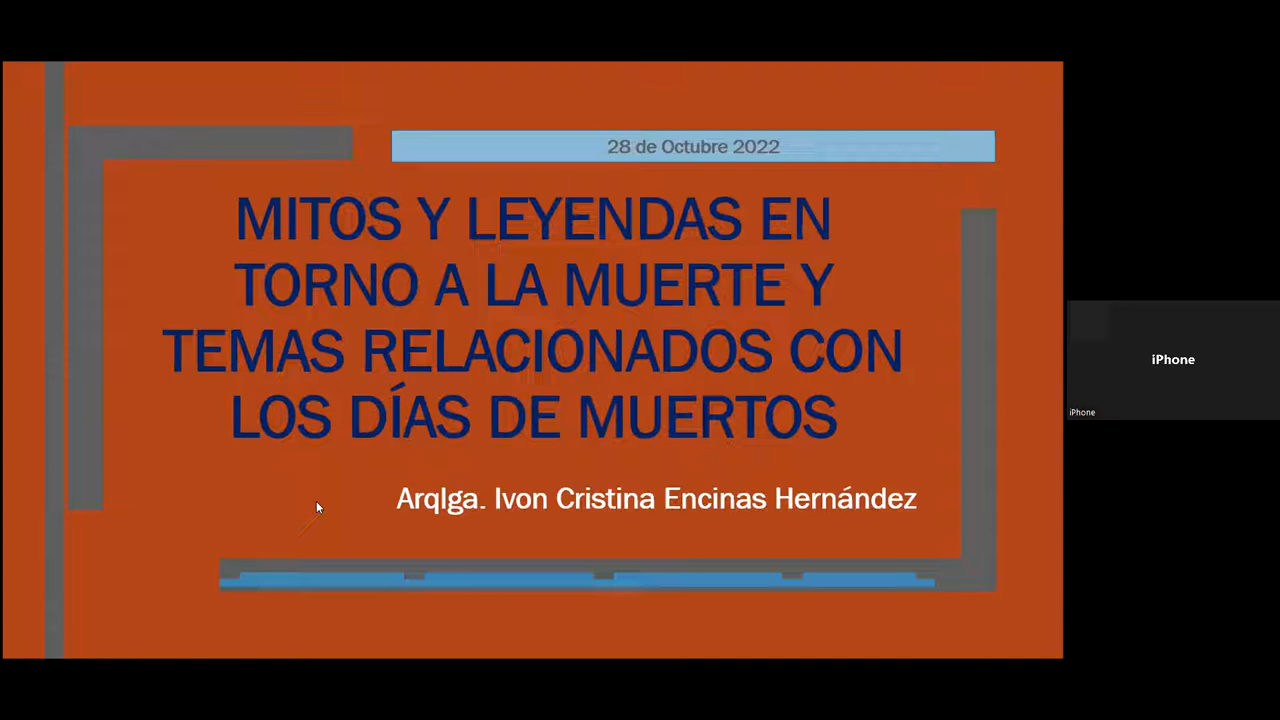 28 de Octubre 2022
MITOS Y LEYENDAS EN
TORNO A LA MUERTE Y
TEMAS RELACIONADOS CON
LOS DÍAS DE MUERTOS
Arqlga. Ivon Cristina Encinas Hernández
iPhone
iPhone